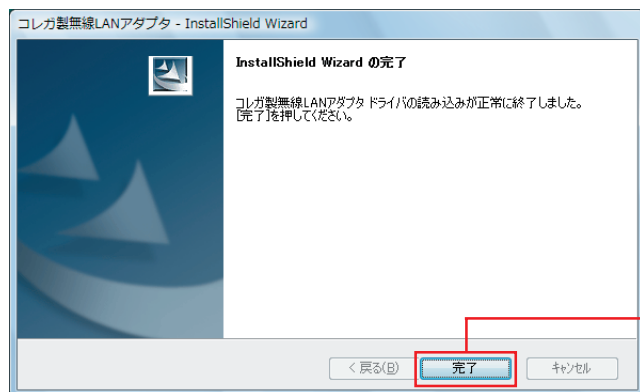 コレガ製無線LANアダプタ - InstallShield Wizard
InstallShield Wizard の完了
コレガ製無線LANアダプタ ドライバの読み込みが正常に終了しました。
[完了]を押してください。
< 戻る(B)
完了
キャンセル